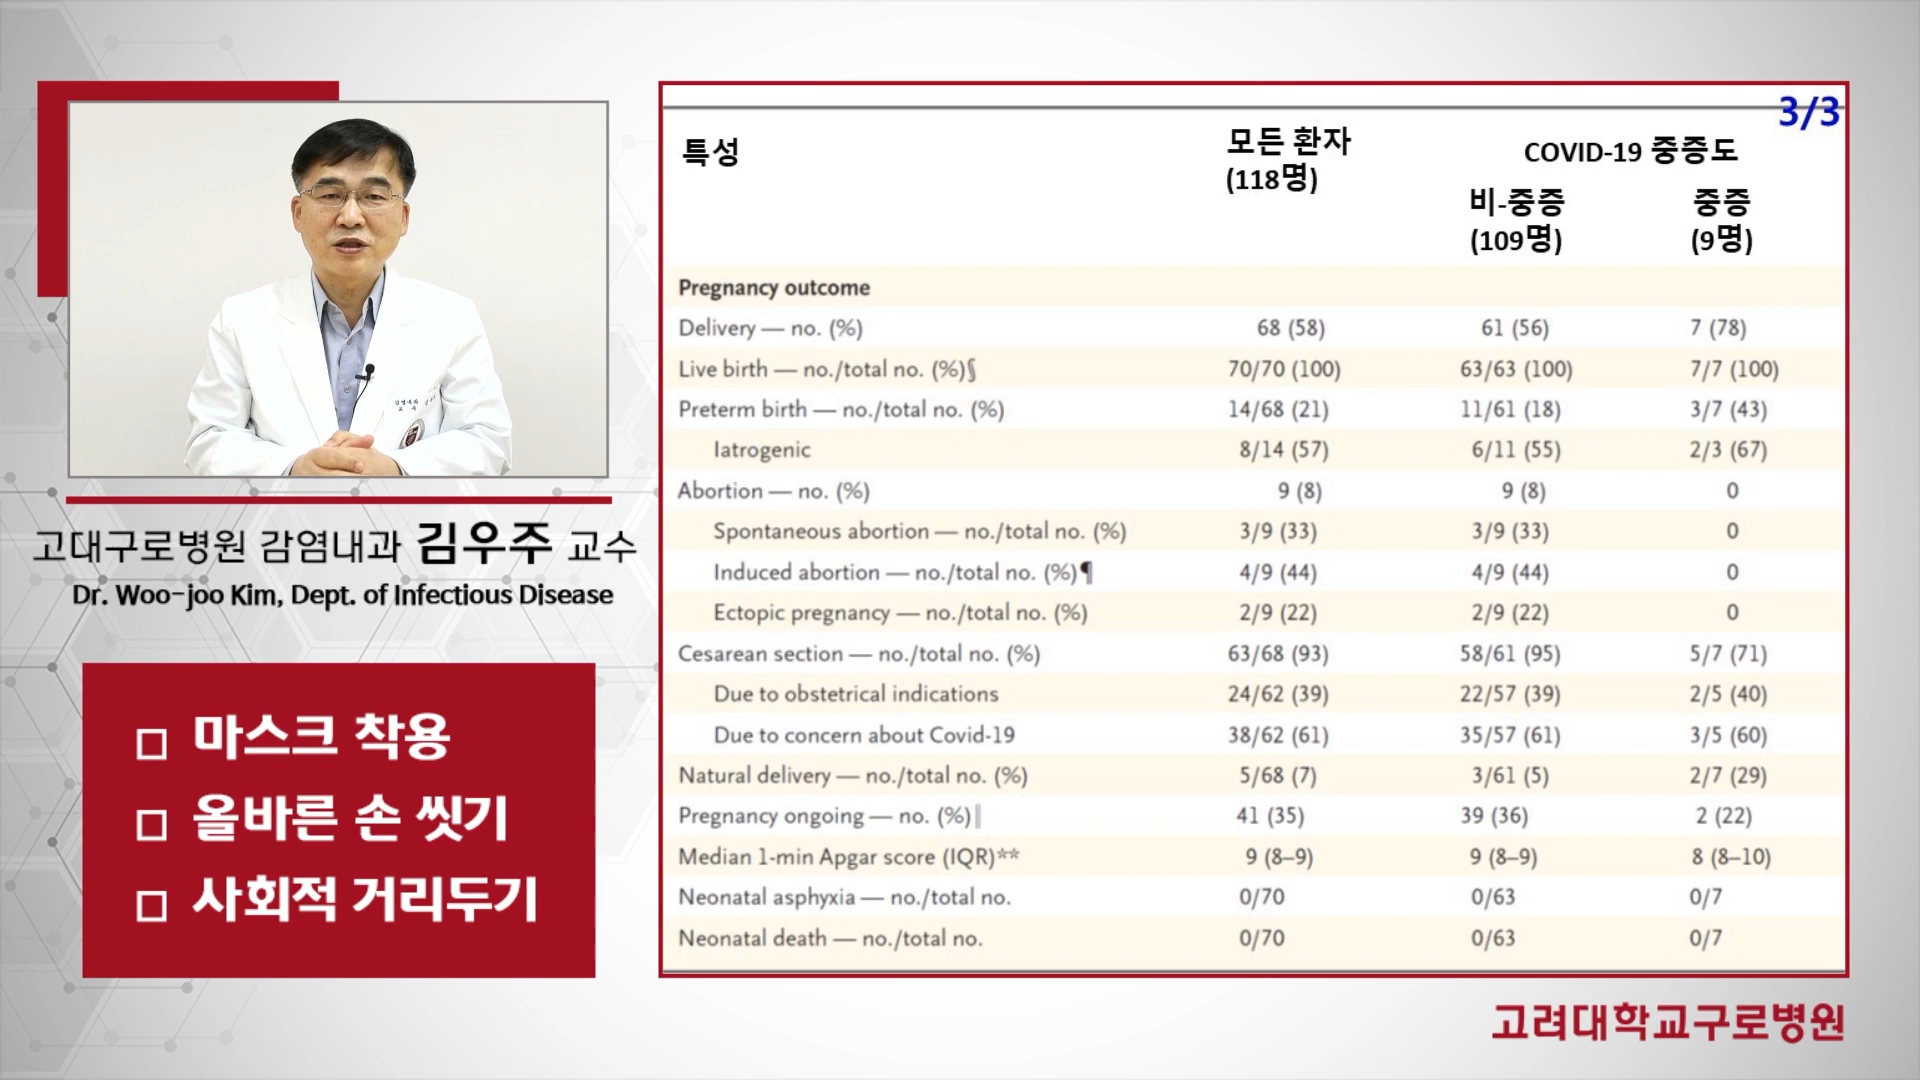 고대구로병원 감염내과 김우주 교수
Dr. Woo-joo Kim, Dept. of Infectious Disease
□ 마스크 착용
□ 올바른 손 씻기
□ 사회적 거리두기
3/3
특성 모든 환자 COVID-19 중증도
(118명)
비-중증 중증
(109명) (9명)
Pregnancy outcome
Delivery — no. (%) 68 (58) 61 (56) 7 (78)
Live birth — no./total no. (%)§ 70/70 (100) 63/63 (100) 7/7 (100)
Preterm birth — no./total no. (%) 14/68 (21) 11/61 (18) 3/7 (43)
Iatrogenic 8/14 (57) 6/11 (55) 2/3 (67)
Abortion — no. (%) 9 (8) 9 (8) 0
Spontaneous abortion — no./total no. (%) 3/9 (33) 3/9 (33) 0
Induced abortion — no./total no. (%)¶ 4/9 (44) 4/9 (44) 0
Ectopic pregnancy — no./total no. (%) 2/9 (22) 2/9 (22) 0
Cesarean section — no./total no. (%) 63/68 (93) 58/61 (95) 5/7 (71)
Due to obstetrical indications 24/62 (39) 22/57 (39) 2/5 (40)
Due to concern about Covid-19 38/62 (61) 35/57 (61) 3/5 (60)
Natural delivery — no./total no. (%) 5/68 (7) 3/61 (5) 2/7 (29)
Pregnancy ongoing — no. (%)‖ 41 (35) 39 (36) 2 (22)
Median 1-min Apgar score (IQR)** 9 (8–9) 9 (8–9) 8 (8–10)
Neonatal asphyxia — no./total no. 0/70 0/63 0/7
Neonatal death — no./total no. 0/70 0/63 0/7
고려대학교구로병원